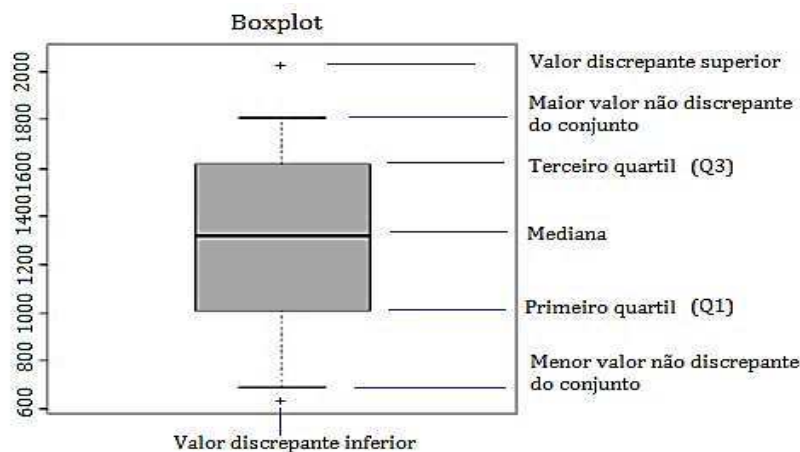 Boxplot
2000
1800
1600
1400
1200
1000
800
600
Valor discrepante superior
Maior valor não discrepante
do conjunto
Terceiro quartil (Q3)
Mediana
Primeiro quartil (Q1)
Menor valor não discrepante
do conjunto
Valor discrepante inferior